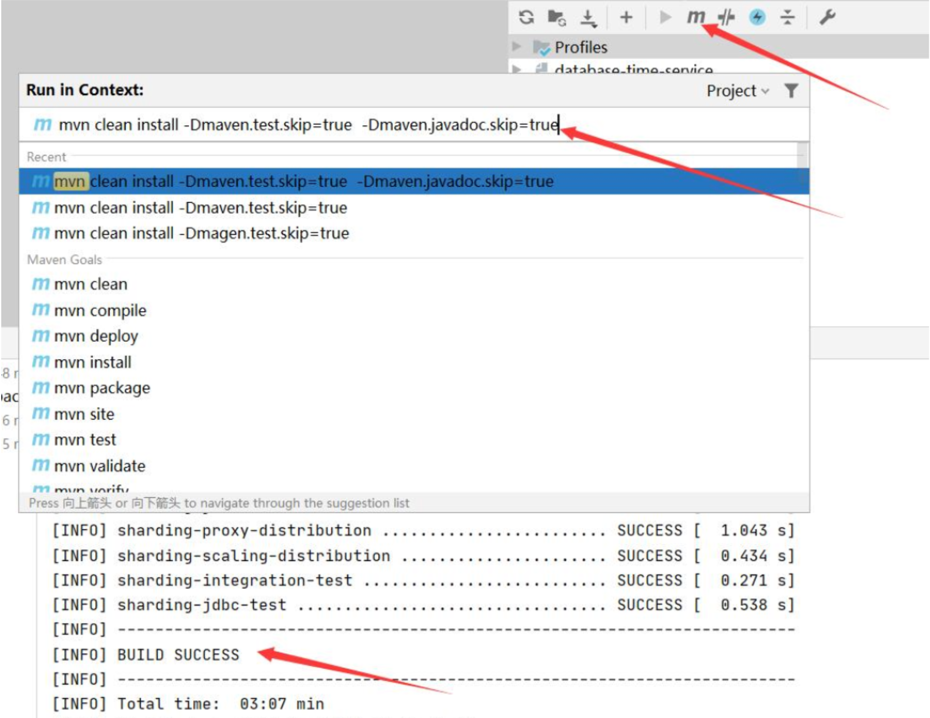 Profiles
database-time-service
Run in Context:
Project
mvn clean install -Dmaven.test.skip=true  -Dmaven.javadoc.skip=true
Recent
mvn clean install -Dmaven.test.skip=true  -Dmaven.javadoc.skip=true
mvn clean install -Dmaven.test.skip=true
mvn clean install -Dmagen.test.skip=true
Maven Goals
mvn clean
mvn compile
mvn deploy
mvn install
mvn package
mvn site
mvn test
mvn validate
mvn verify
Press 向上箭头 or 向下箭头 to navigate through the suggestion list
[INFO] sharding-proxy-distribution ........................ SUCCESS [  1.043 s]
[INFO] sharding-scaling-distribution ...................... SUCCESS [  0.434 s]
[INFO] sharding-integration-test .......................... SUCCESS [  0.271 s]
[INFO] sharding-jdbc-test ................................. SUCCESS [  0.538 s]
[INFO] ------------------------------------------------------------------------
[INFO] BUILD SUCCESS
[INFO] ------------------------------------------------------------------------
[INFO] Total time:  03:07 min